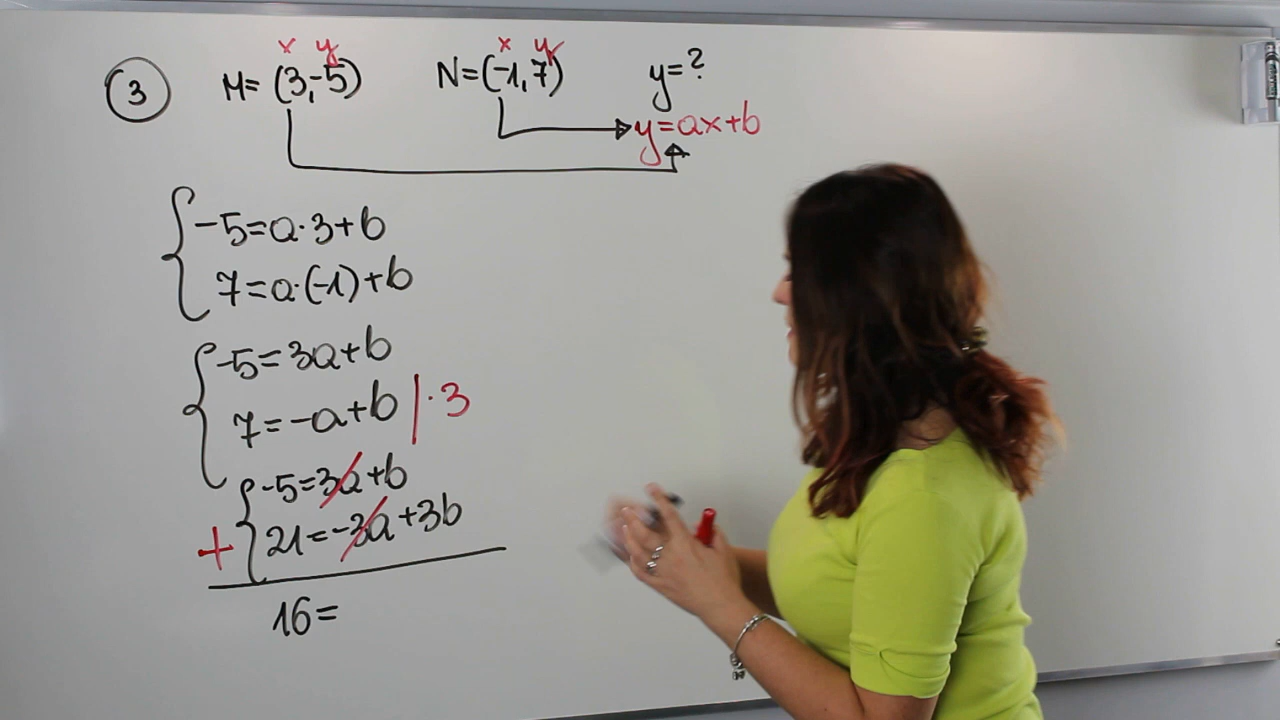 3 M=(3,-5) N=(-1,7) y=?
x y x y
y=ax+b
-5=a·3+b
7=a·(-1)+b
-5=3a+b
7=-a+b |·3
-5=3a+b
+ 21=-3a+3b
16=